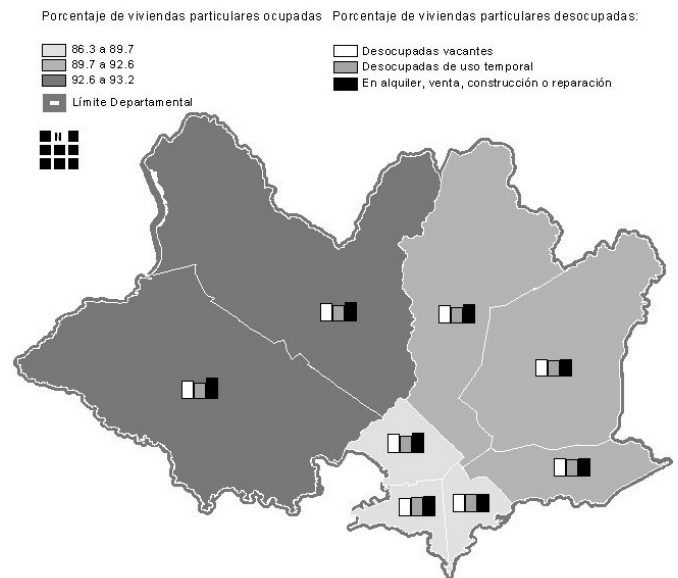 Porcentaje de viviendas particulares ocupadas
86.3 a 89.7
89.7 a 92.6
92.6 a 93.2
Límite Departamental
N
Porcentaje de viviendas particulares desocupadas:
Desocupadas vacantes
Desocupadas de uso temporal
En alquiler, venta, construcción o reparación